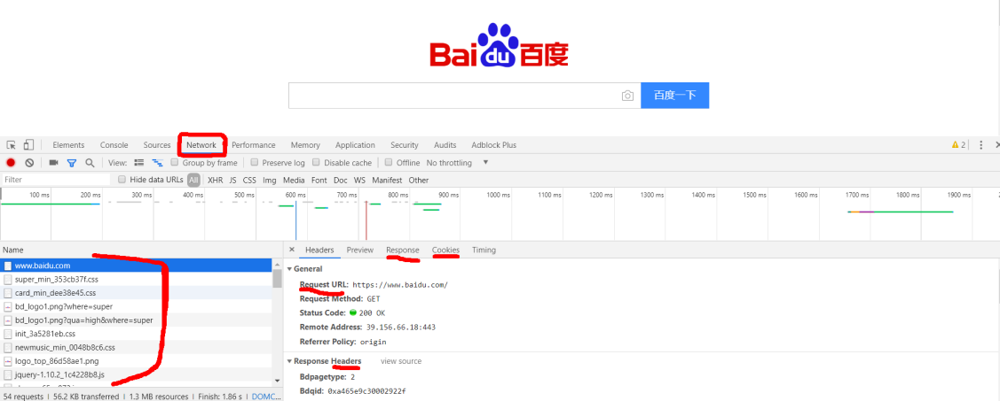 Bai du 百度
百度一下
Elements Console Sources Network Performance Memory Application Security Audits Adblock Plus 2
View: Group by frame Preserve log Disable cache Offline No throttling
Filter Hide data URLs All XHR JS CSS Img Media Font Doc WS Manifest Other
100 ms 200 ms 300 ms 400 ms 500 ms 600 ms 700 ms 800 ms 900 ms 1000 ms 1100 ms 1200 ms 1300 ms 1400 ms 1500 ms 1600 ms 1700 ms 1800 ms 1900 ms
Name
www.baidu.com
super_min_353cb37f.css
card_min_dee38e45.css
bd_logo1.png?where=super
bd_logo1.png?qua=high&where=super
init_3a5281eb.css
newmusic_min_0048b8c6.css
logo_top_86d58ae1.png
jquery-1.10.2_1c4228b8.js
54 requests | 56.2 KB transferred | 1.3 MB resources | Finish: 1.86 s | DOMC...
Headers Preview Response Cookies Timing
General
Request URL: https://www.baidu.com/
Request Method: GET
Status Code: 200 OK
Remote Address: 39.156.66.18:443
Referrer Policy: origin
Response Headers view source
Bdpagetype: 2
Bdqid: 0xa465e9c30002922f